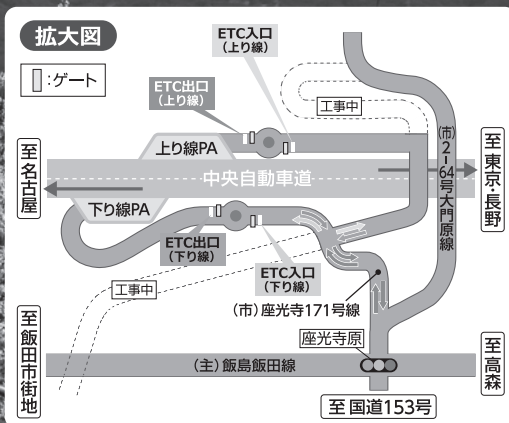 拡大図
:ゲート
ETC入口
(上り線)
ETC出口
(上り線)
工事中
至名古屋
上り線PA
中央自動車道
(市)2-64号大門原線
至東京・長野
下り線PA
ETC出口
(下り線)
ETC入口
(下り線)
工事中
(市)座光寺171号線
座光寺原
至飯田市街地
(主)飯島飯田線
至高森
至 国道153号